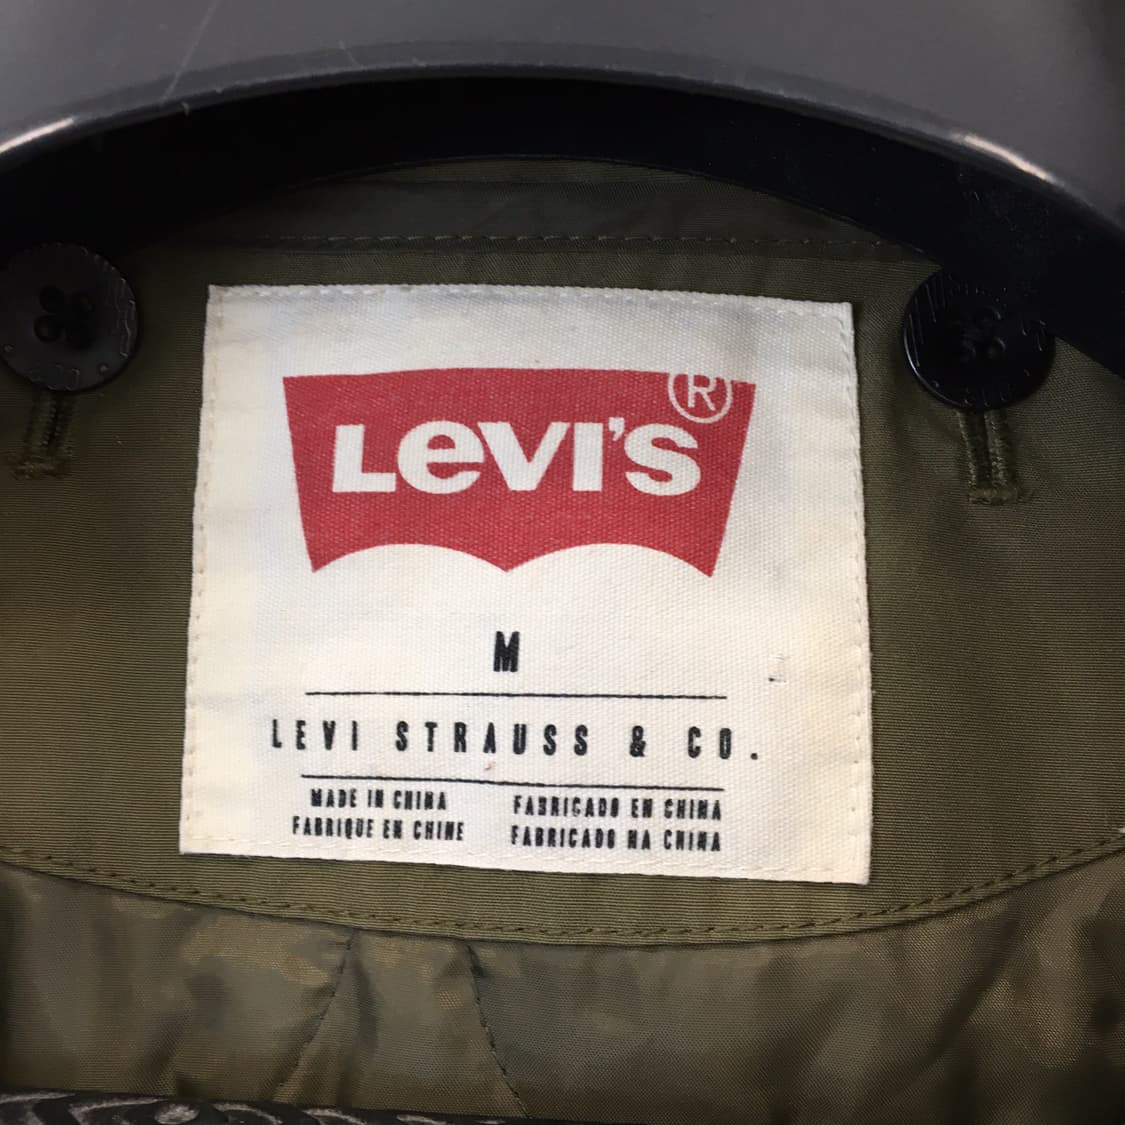 LEVI'S ®
M
LEVI STRAUSS & CO.
MADE IN CHINA
FABRIQUE EN CHINE
FABRICADO EN CHINA
FABRICADO NA CHINA